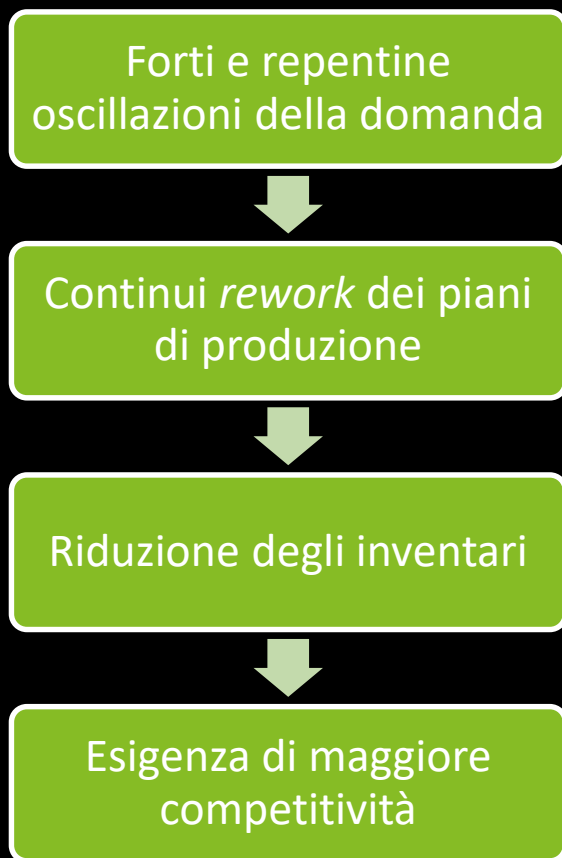 Forti e repentine
oscillazioni della domanda
Continui rework dei piani
di produzione
Riduzione degli inventari
Esigenza di maggiore
competitività